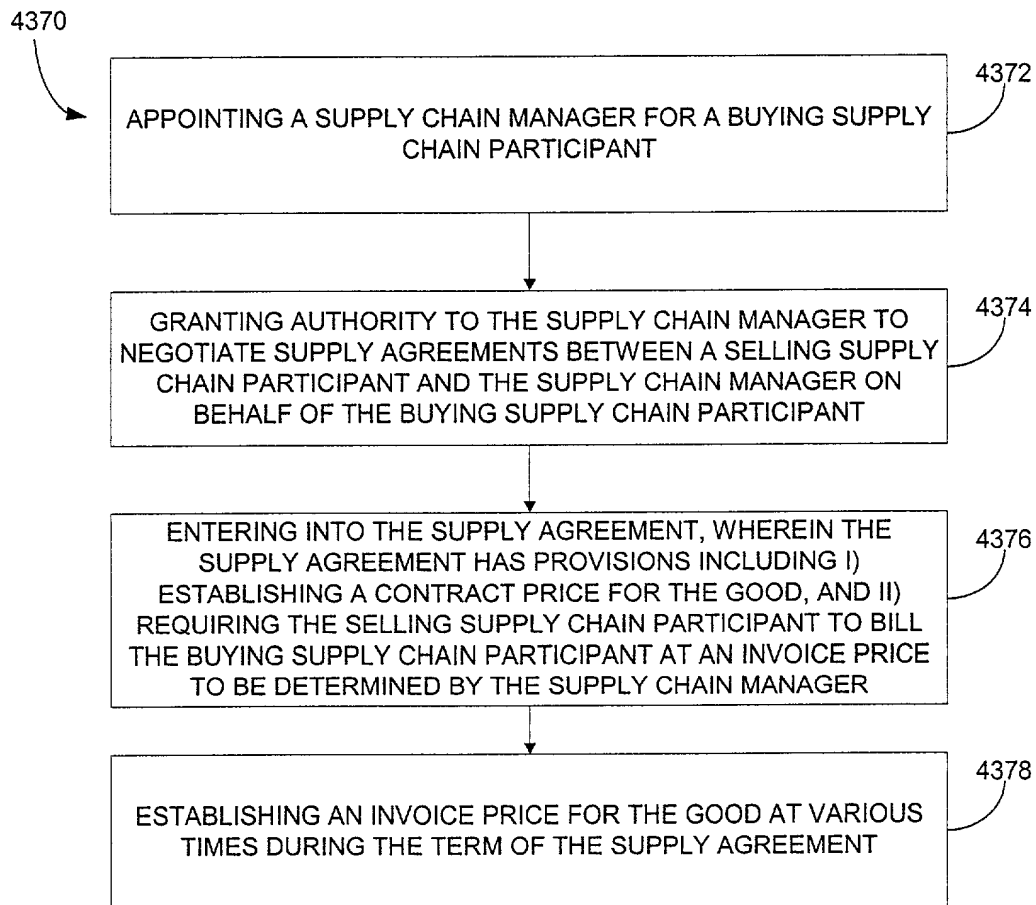 4370
4372
APPOINTING A SUPPLY CHAIN MANAGER FOR A BUYING SUPPLY
CHAIN PARTICIPANT
4374
GRANTING AUTHORITY TO THE SUPPLY CHAIN MANAGER TO
NEGOTIATE SUPPLY AGREEMENTS BETWEEN A SELLING SUPPLY
CHAIN PARTICIPANT AND THE SUPPLY CHAIN MANAGER ON
BEHALF OF THE BUYING SUPPLY CHAIN PARTICIPANT
4376
ENTERING INTO THE SUPPLY AGREEMENT, WHEREIN THE
SUPPLY AGREEMENT HAS PROVISIONS INCLUDING I)
ESTABLISHING A CONTRACT PRICE FOR THE GOOD, AND II)
REQUIRING THE SELLING SUPPLY CHAIN PARTICIPANT TO BILL
THE BUYING SUPPLY CHAIN PARTICIPANT AT AN INVOICE PRICE
TO BE DETERMINED BY THE SUPPLY CHAIN MANAGER
4378
ESTABLISHING AN INVOICE PRICE FOR THE GOOD AT VARIOUS
TIMES DURING THE TERM OF THE SUPPLY AGREEMENT